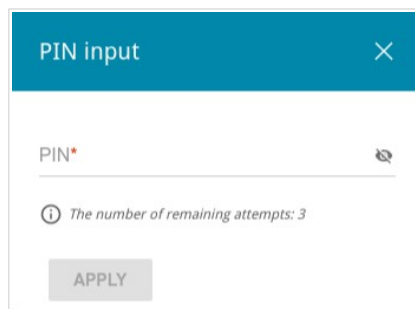 PIN input
PIN*
The number of remaining attempts: 3
APPLY